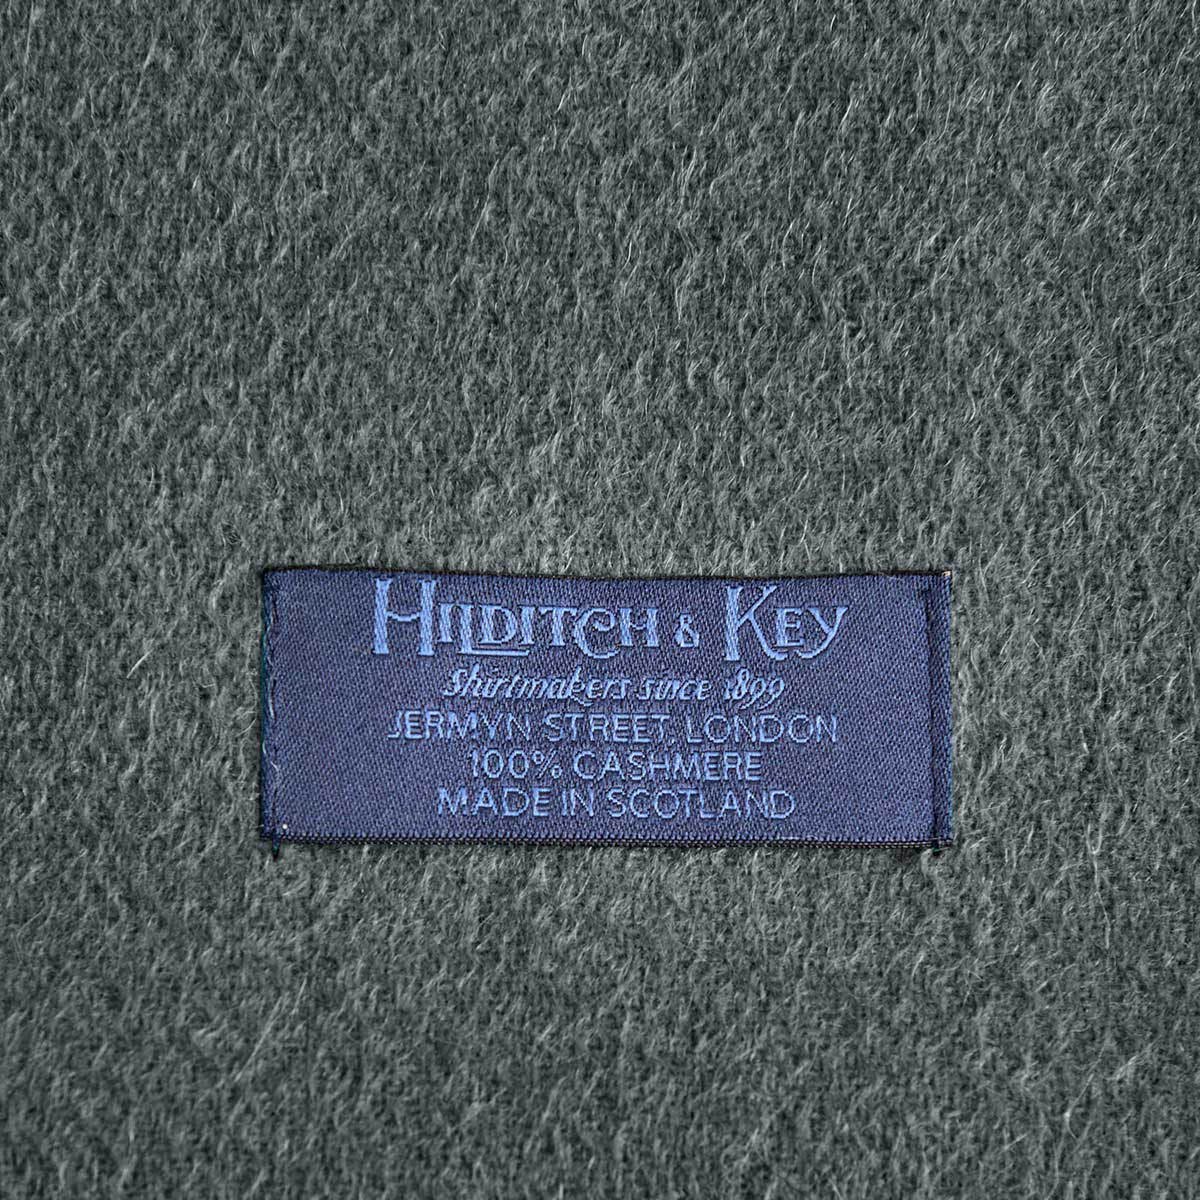 HILDITCH & KEY
Shirtmakers since 1899
JERMYN STREET, LONDON
100% CASHMERE
MADE IN SCOTLAND